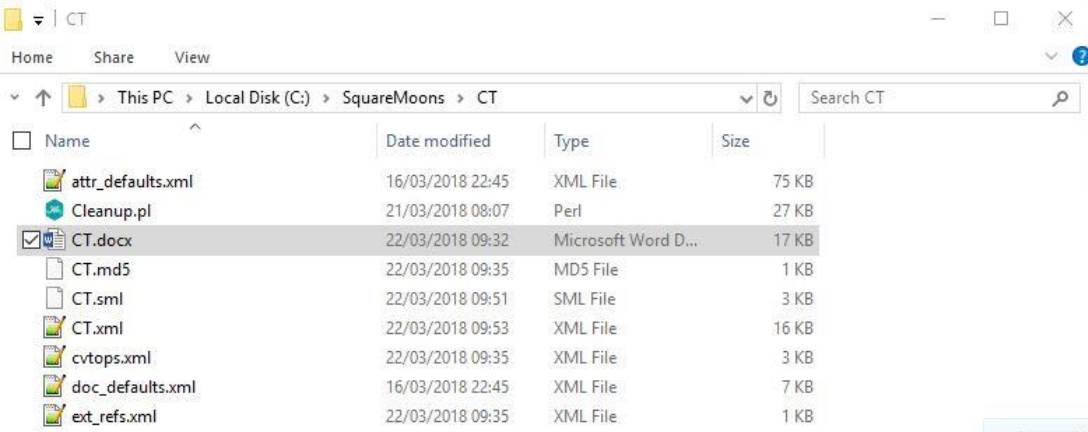 CT
Home Share View
This PC > Local Disk (C:) > SquareMoons > CT Search CT
Name Date modified Type Size
attr_defaults.xml 16/03/2018 22:45 XML File 75 KB
Cleanup.pl 21/03/2018 08:07 Perl 27 KB
CT.docx 22/03/2018 09:32 Microsoft Word D... 17 KB
CT.md5 22/03/2018 09:35 MD5 File 1 KB
CT.sml 22/03/2018 09:51 SML File 3 KB
CT.xml 22/03/2018 09:53 XML File 16 KB
cvtops.xml 22/03/2018 09:35 XML File 3 KB
doc_defaults.xml 16/03/2018 22:45 XML File 7 KB
ext_refs.xml 22/03/2018 09:35 XML File 1 KB